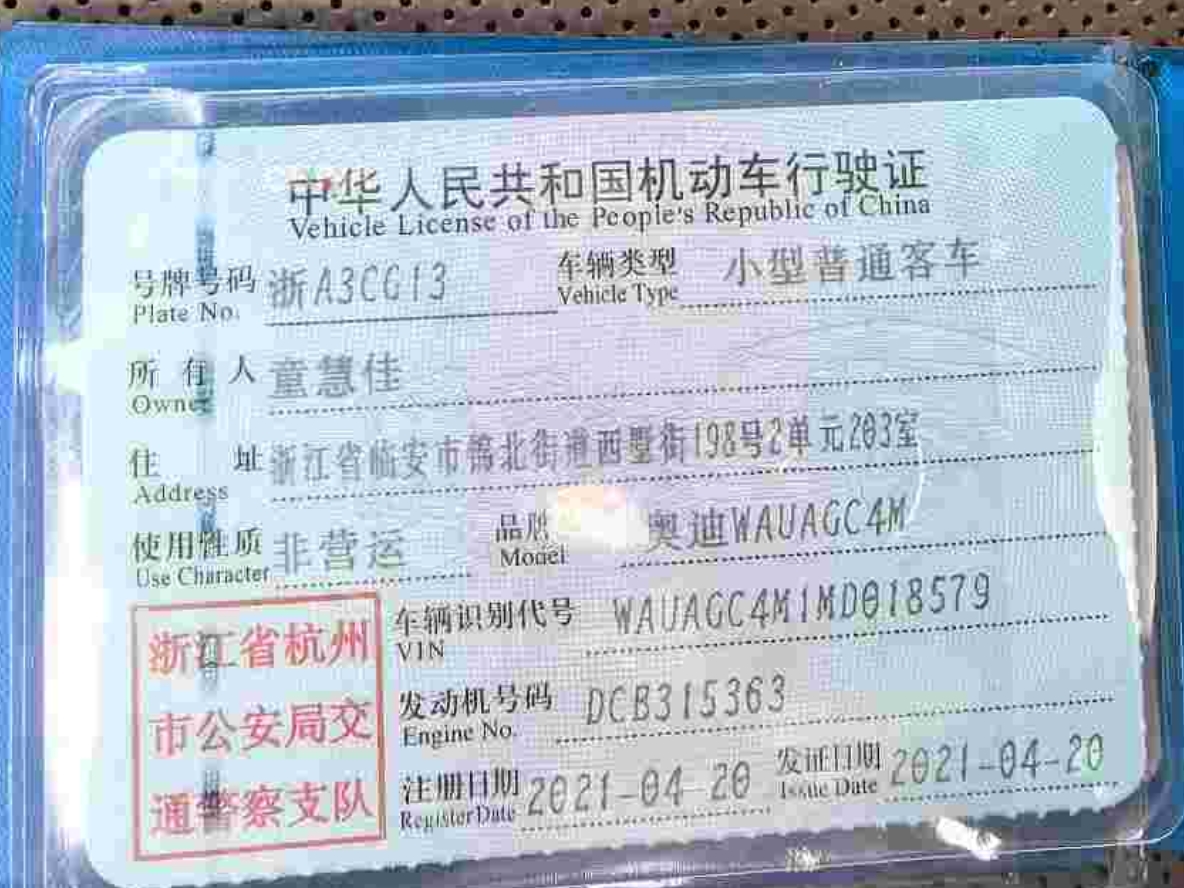 中华人民共和国机动车行驶证
Vehicle License of the People's Republic of China
号牌号码 浙A3CG13 车辆类型 小型普通客车
Plate No. Vehicle Type
所有人 童慧佳
Owner
住址 浙江省临安市锦北街道西墅街198号2单元203室
Address
使用性质 非营运 品牌 奥迪WAUAGC4M
Use Character Model
车辆识别代号 WAUAGC4M1MD018579
VIN
发动机号码 DCB315363
Engine No.
注册日期 2021-04-20 发证日期 2021-04-20
Register Date Issue Date
浙江省杭州
市公安局交
通警察支队